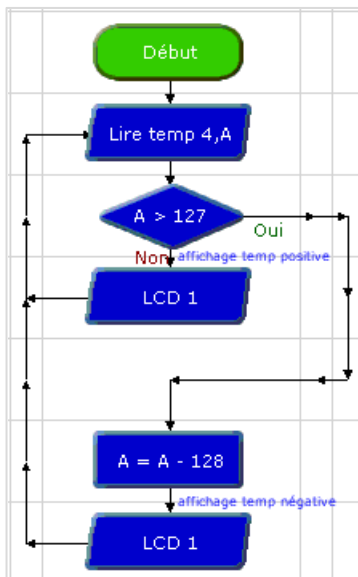 Début
Lire temp 4,A
A > 127
Oui
Non affichage temp positive
LCD 1
A = A - 128
affichage temp négative
LCD 1